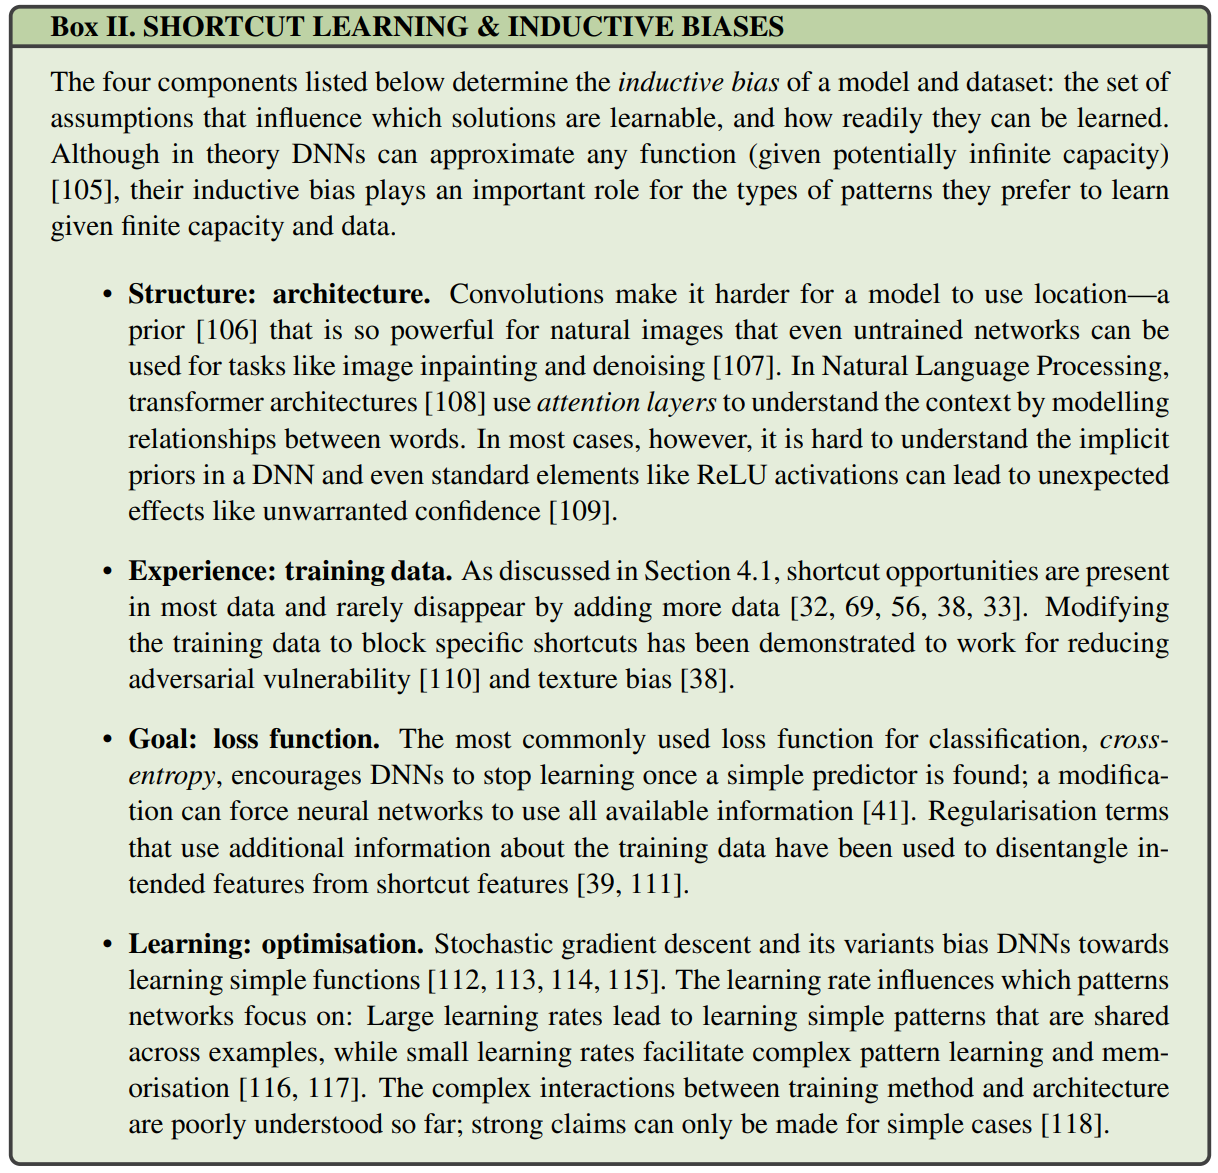 Box II. SHORTCUT LEARNING & INDUCTIVE BIASES
The four components listed below determine the inductive bias of a model and dataset: the set of
assumptions that influence which solutions are learnable, and how readily they can be learned.
Although in theory DNNs can approximate any function (given potentially infinite capacity)
[105], their inductive bias plays an important role for the types of patterns they prefer to learn
given finite capacity and data.
• Structure: architecture. Convolutions make it harder for a model to use location—a
prior [106] that is so powerful for natural images that even untrained networks can be
used for tasks like image inpainting and denoising [107]. In Natural Language Processing,
transformer architectures [108] use attention layers to understand the context by modelling
relationships between words. In most cases, however, it is hard to understand the implicit
priors in a DNN and even standard elements like ReLU activations can lead to unexpected
effects like unwarranted confidence [109].
• Experience: training data. As discussed in Section 4.1, shortcut opportunities are present
in most data and rarely disappear by adding more data [32, 69, 56, 38, 33]. Modifying
the training data to block specific shortcuts has been demonstrated to work for reducing
adversarial vulnerability [110] and texture bias [38].
• Goal: loss function. The most commonly used loss function for classification, cross-
entropy, encourages DNNs to stop learning once a simple predictor is found; a modifica-
tion can force neural networks to use all available information [41]. Regularisation terms
that use additional information about the training data have been used to disentangle in-
tended features from shortcut features [39, 111].
• Learning: optimisation. Stochastic gradient descent and its variants bias DNNs towards
learning simple functions [112, 113, 114, 115]. The learning rate influences which patterns
networks focus on: Large learning rates lead to learning simple patterns that are shared
across examples, while small learning rates facilitate complex pattern learning and mem-
orisation [116, 117]. The complex interactions between training method and architecture
are poorly understood so far; strong claims can only be made for simple cases [118].